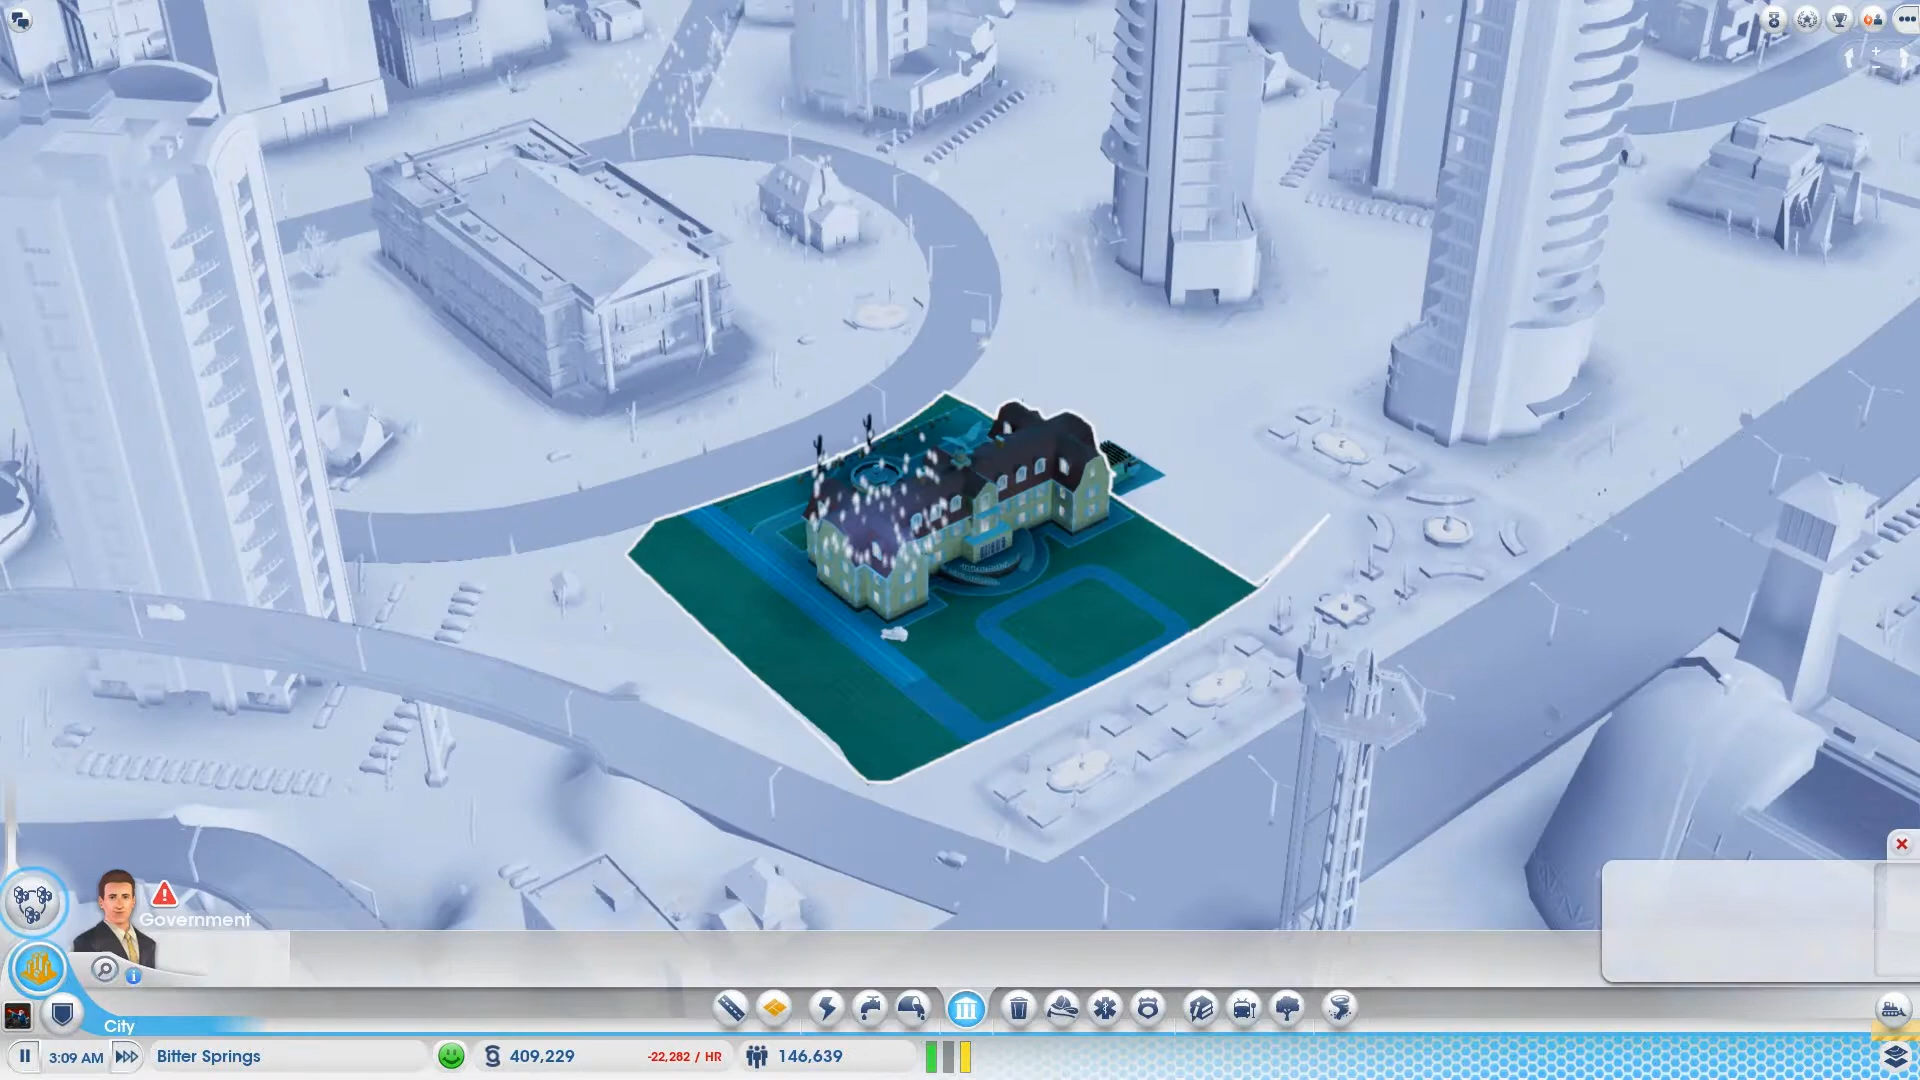 Government
City
3:09 AM
Bitter Springs
409,229
-22,282 / HR
146,639